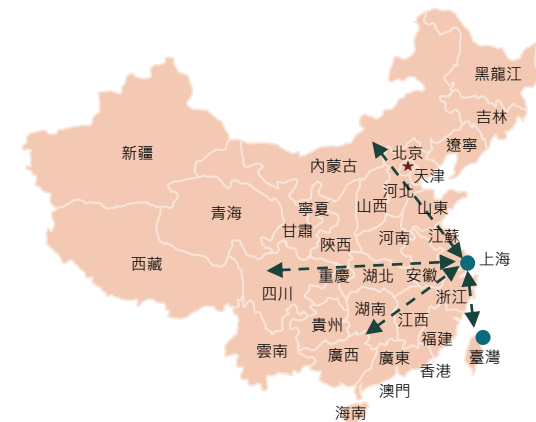 黑龍江
吉林
遼寧
北京
新疆
內蒙古
天津
河北
寧夏
山西
山東
青海
甘肅
陝西
河南
江蘇
西藏
上海
四川
重慶
湖北
安徽
浙江
湖南
貴州
江西
福建
雲南
廣西
廣東
臺灣
香港
澳門
海南